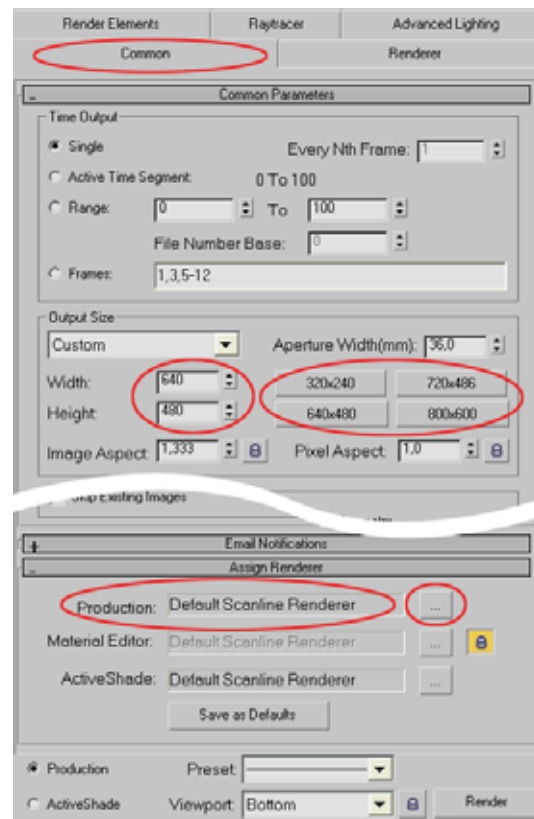 Render Elements Raytracer Advanced Lighting
Common Renderer
- Common Parameters
Time Output
Single Every Nth Frame: 1
Active Time Segment: 0 To 100
Range: 0 To 100
File Number Base: 0
Frames: 1,3,5-12
Output Size
Custom Aperture Width(mm): 36,0
Width: 640 320x240 720x486
Height: 480 640x480 800x600
Image Aspect: 1,333 Pixel Aspect: 1,0
Skip Existing Images
+ Email Notifications
- Assign Renderer
Production: Default Scanline Renderer ...
Material Editor: Default Scanline Renderer ...
ActiveShade: Default Scanline Renderer ...
Save as Defaults
Production Preset:
ActiveShade Viewport: Bottom Render